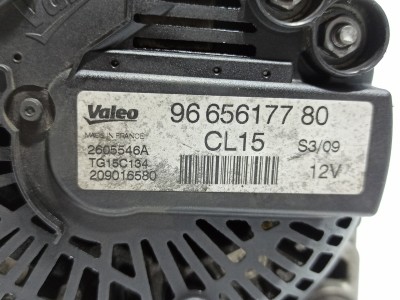 Valeo
96 656177 80
MADE IN FRANCE
CL15
S3/09
2605546A
TG15C134
209016580
12V